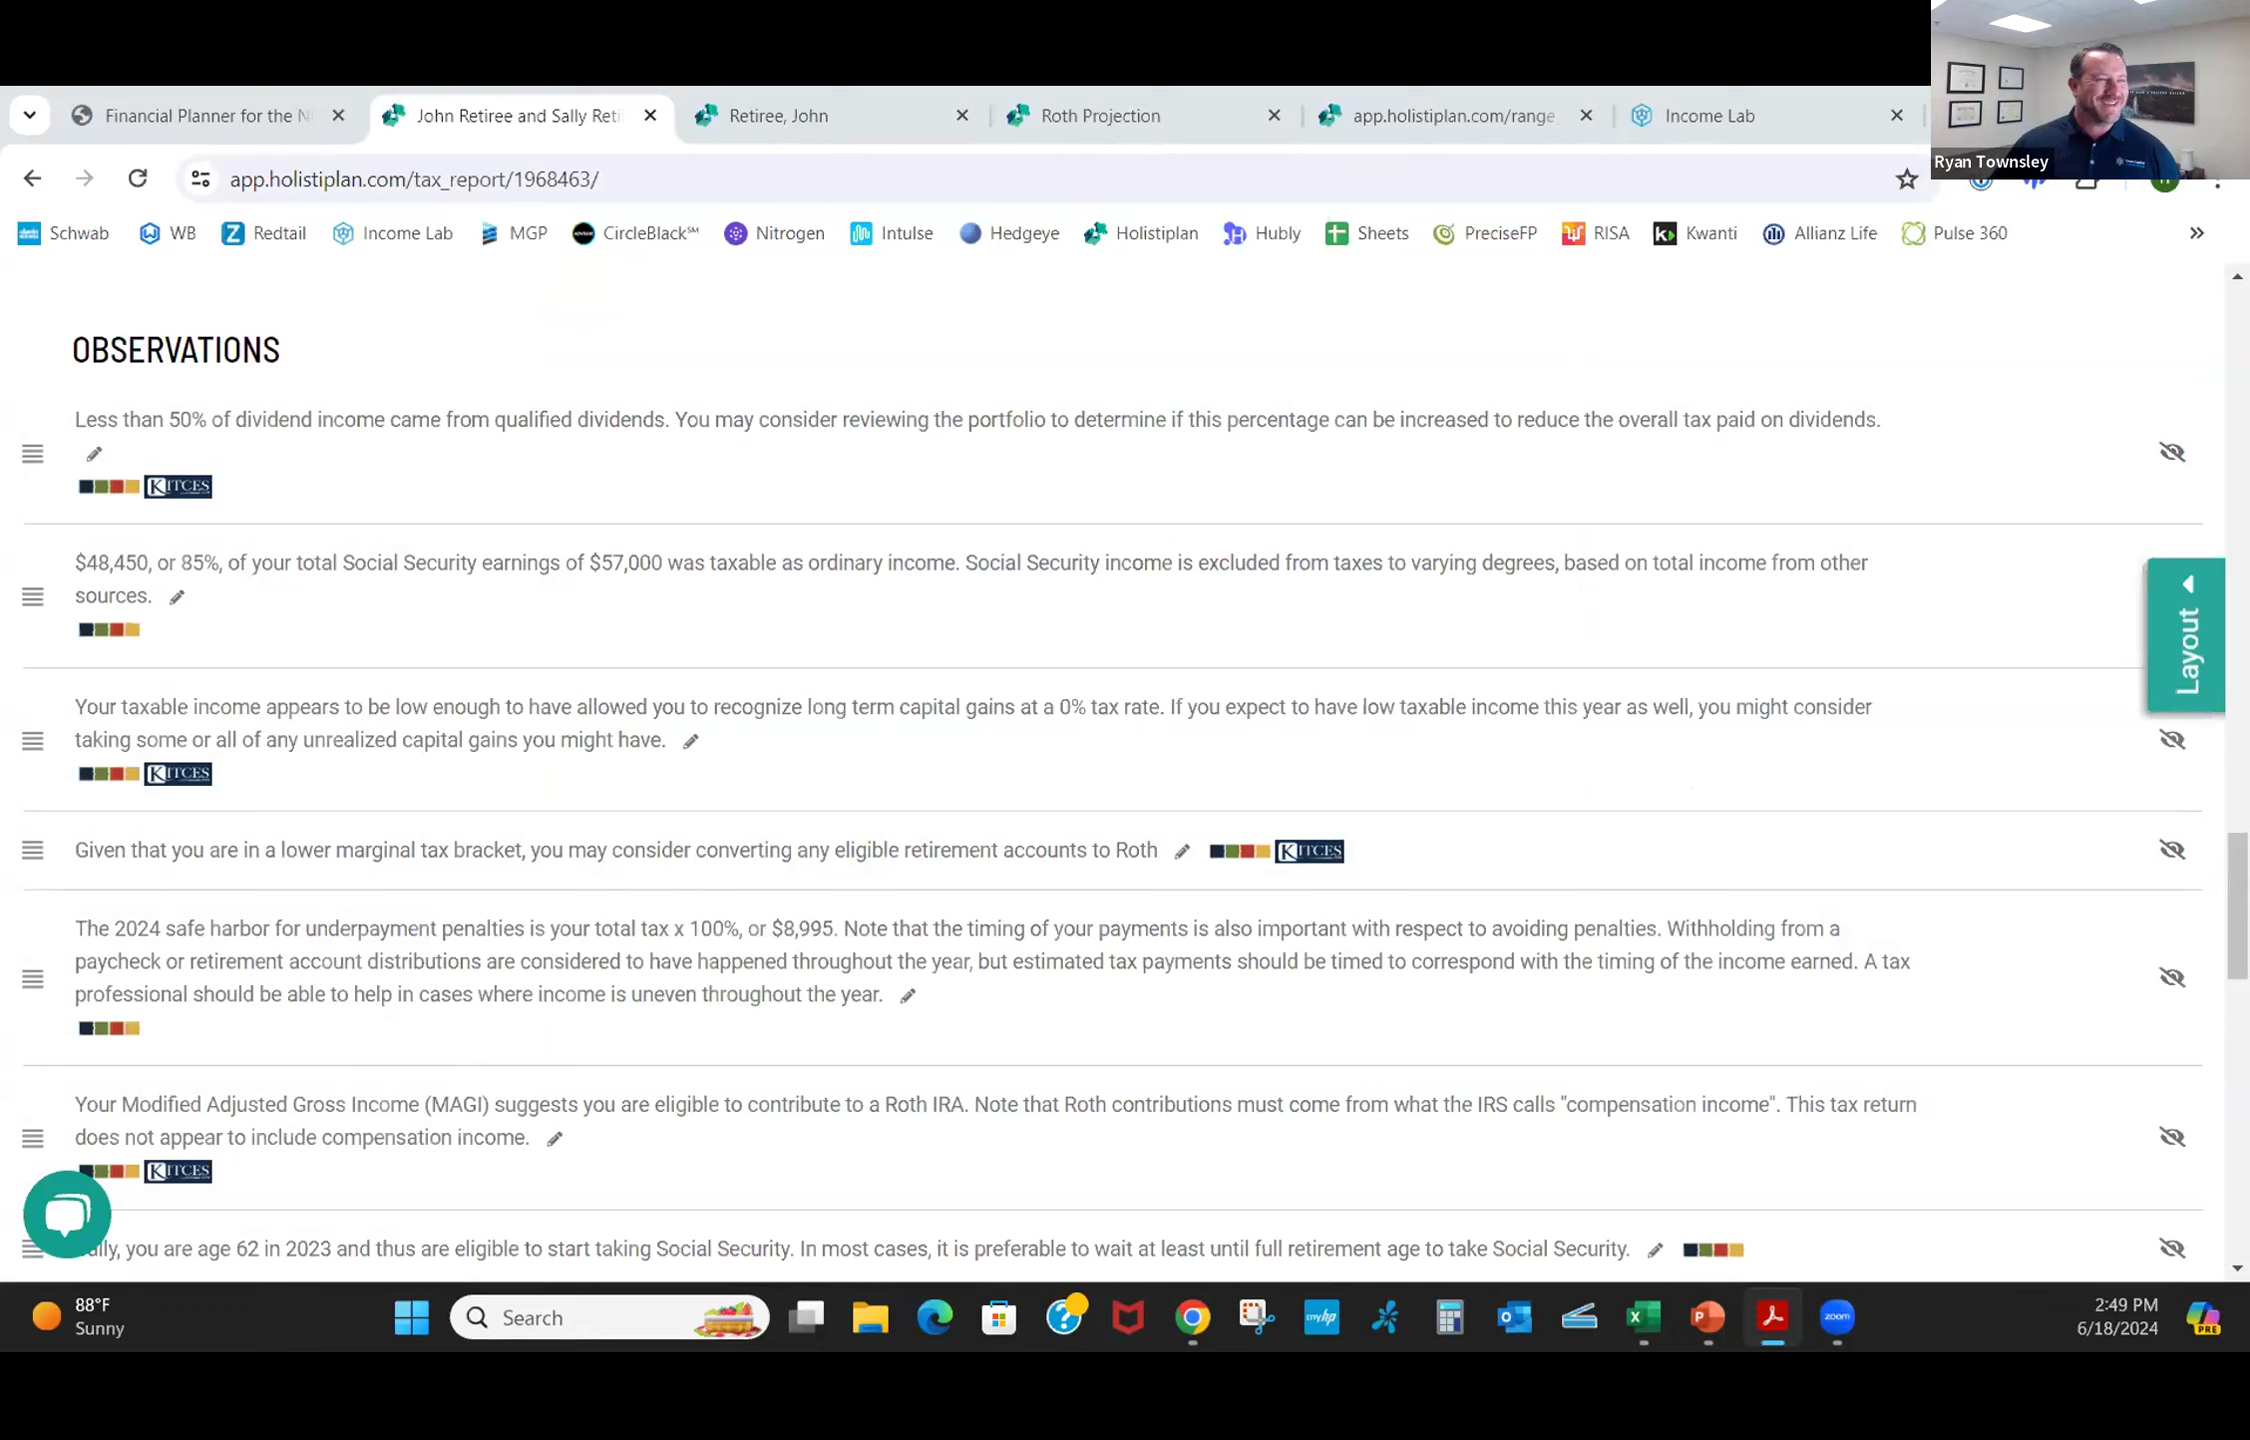 Financial Planner for the N
John Retiree and Sally Reti
Retiree, John
Roth Projection
app.holistiplan.com/range_
Income Lab
Ryan Townsley
app.holistiplan.com/tax_report/1968463/
Schwab
WB
Redtail
Income Lab
MGP
CircleBlack℠
Nitrogen
Intulse
Hedgeye
Holistiplan
Hubly
Sheets
PreciseFP
RISA
Kwanti
Allianz Life
Pulse 360
OBSERVATIONS
Less than 50% of dividend income came from qualified dividends. You may consider reviewing the portfolio to determine if this percentage can be increased to reduce the overall tax paid on dividends.
KITCES
$48,450, or 85%, of your total Social Security earnings of $57,000 was taxable as ordinary income. Social Security income is excluded from taxes to varying degrees, based on total income from other
sources.
Layout
Your taxable income appears to be low enough to have allowed you to recognize long term capital gains at a 0% tax rate. If you expect to have low taxable income this year as well, you might consider
taking some or all of any unrealized capital gains you might have.
KITCES
Given that you are in a lower marginal tax bracket, you may consider converting any eligible retirement accounts to Roth
KITCES
The 2024 safe harbor for underpayment penalties is your total tax x 100%, or $8,995. Note that the timing of your payments is also important with respect to avoiding penalties. Withholding from a
paycheck or retirement account distributions are considered to have happened throughout the year, but estimated tax payments should be timed to correspond with the timing of the income earned. A tax
professional should be able to help in cases where income is uneven throughout the year.
Your Modified Adjusted Gross Income (MAGI) suggests you are eligible to contribute to a Roth IRA. Note that Roth contributions must come from what the IRS calls "compensation income". This tax return
does not appear to include compensation income.
KITCES
ally, you are age 62 in 2023 and thus are eligible to start taking Social Security. In most cases, it is preferable to wait at least until full retirement age to take Social Security.
88°F
Sunny
Search
myhp
zoom
2:49 PM
6/18/2024
PRE